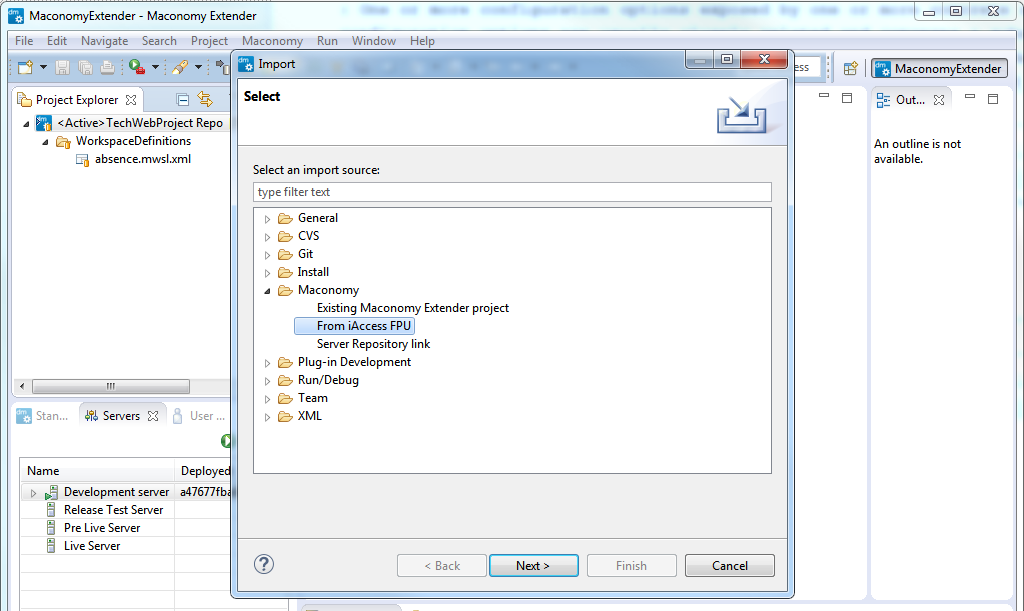 One or more configuration options exposed by one or more
MaconomyExtender - Maconomy Extender
File Edit Navigate Search Project Maconomy Run Window Help
Import
ess
MaconomyExtender
Project Explorer
<Active>TechWebProject Repo
WorkspaceDefinitions
absence.mwsl.xml
Select
Select an import source:
type filter text
General
CVS
Git
Install
Maconomy
Existing Maconomy Extender project
From iAccess FPU
Server Repository link
Plug-in Development
Run/Debug
Team
XML
< Back Next > Finish Cancel
Out...
An outline is not
available.
Stan... Servers User ...
Name Deployed
Development server a47677fba
Release Test Server
Pre Live Server
Live Server